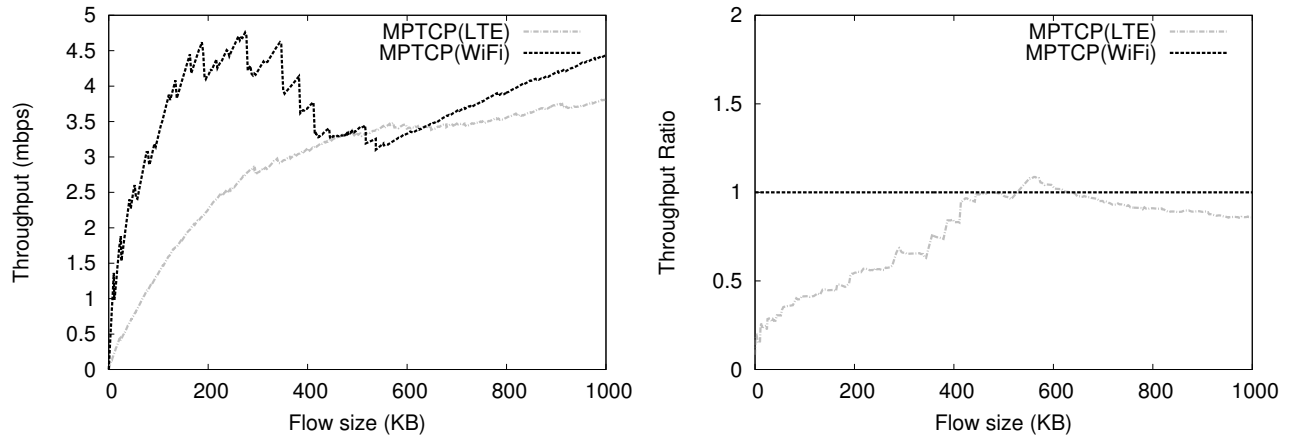 Throughput (mbps)
5
4.5
4
3.5
3
2.5
2
1.5
1
0.5
0
0 200 400 600 800 1000
Flow size (KB)
MPTCP(LTE)
MPTCP(WiFi)
Throughput Ratio
2
1.5
1
0.5
0
0 200 400 600 800 1000
Flow size (KB)
MPTCP(LTE)
MPTCP(WiFi)